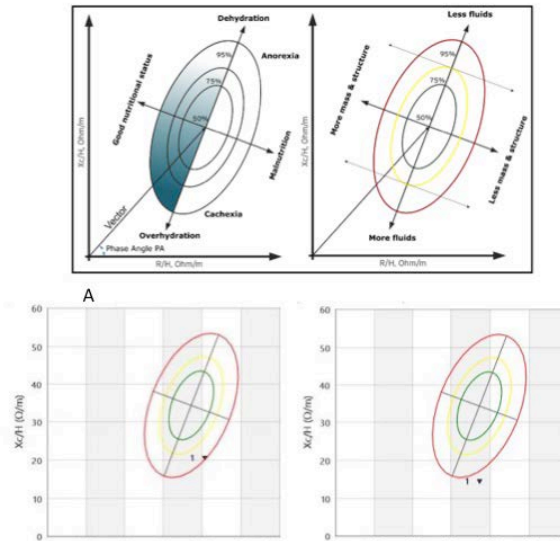 Dehydration
95%
Anorexia
75%
50%
Good nutritional status
Malnutrition
Cachexia
Vector
Overhydration
Phase Angle PA
Xc/H, Ohm/m
R/H, Ohm/m
Less fluids
95%
75%
50%
More mass & structure
Less mass & structure
More fluids
Xc/H, Ohm/m
R/H, Ohm/m
A
60
50
40
30
20
10
0
Xc/H (Ω/m)
1
60
50
40
30
20
10
0
Xc/H (Ω/m)
1